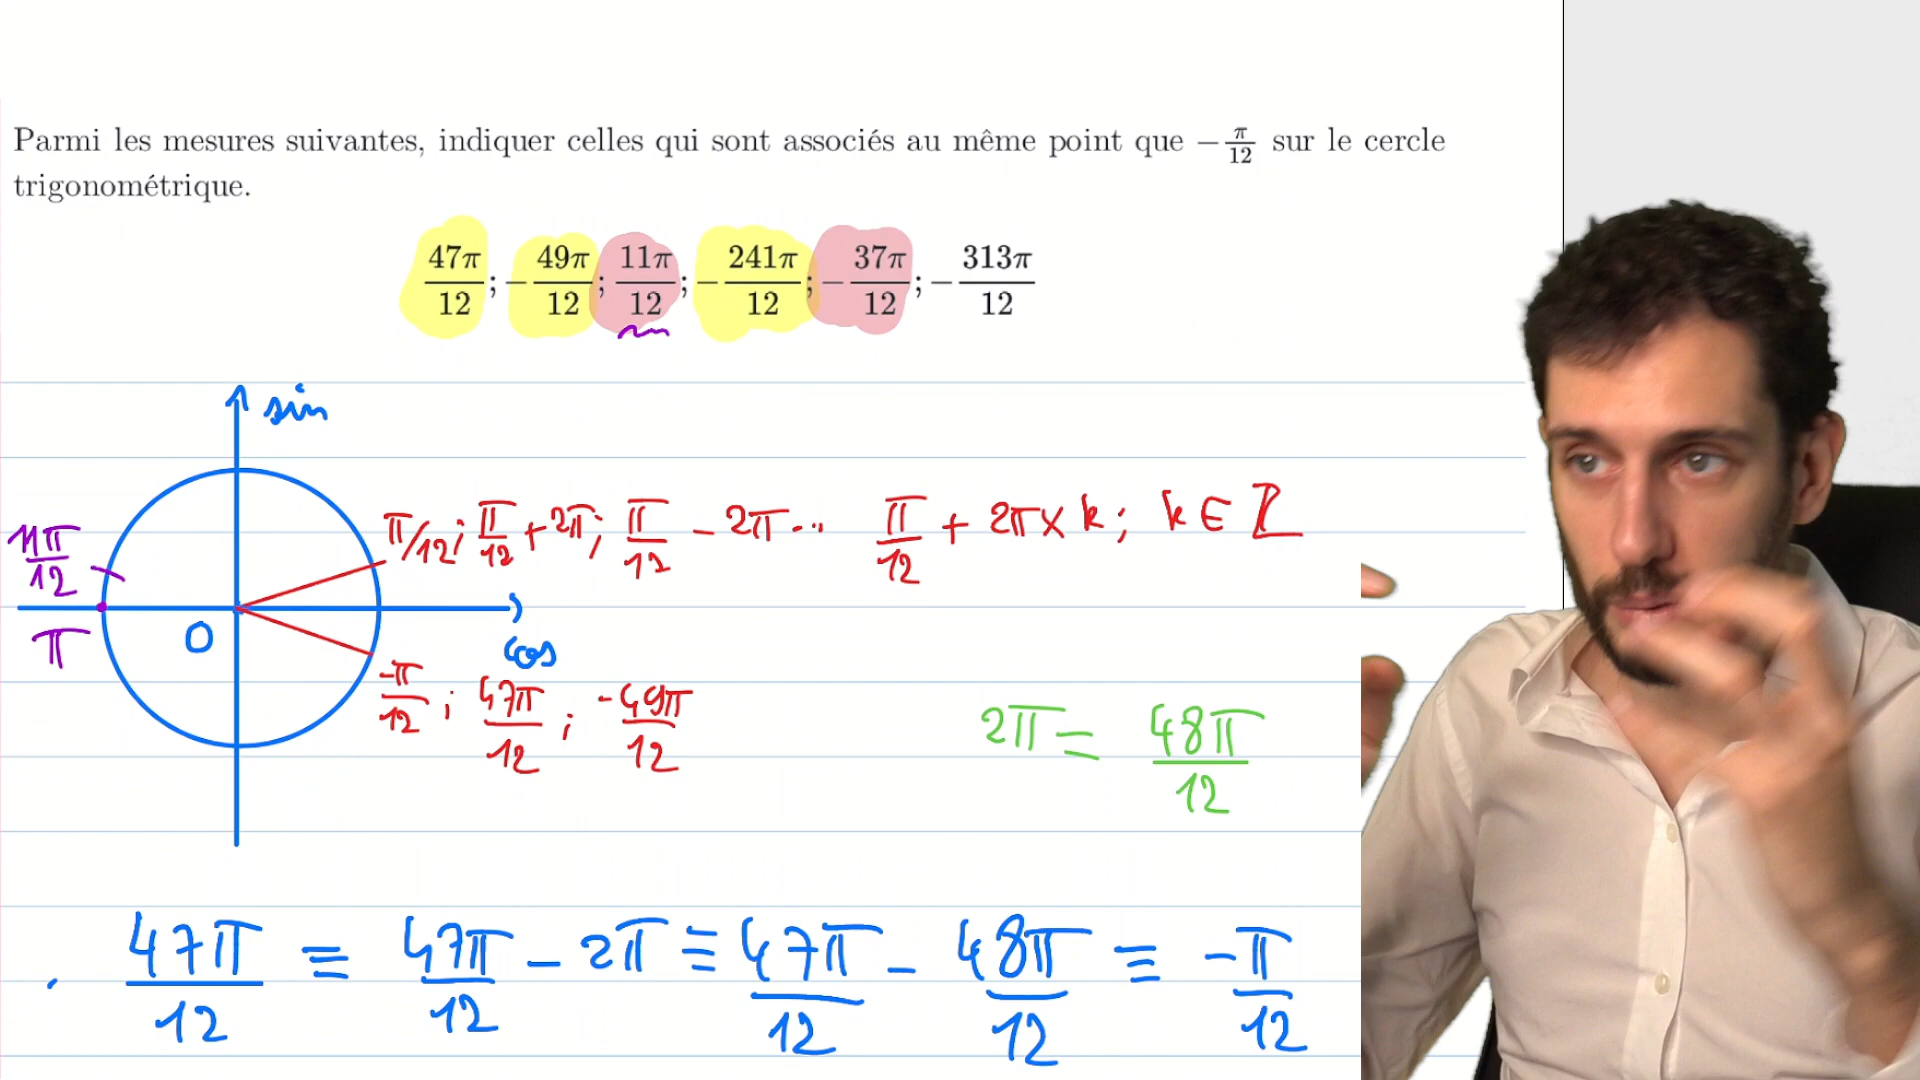 Parmi les mesures suivantes, indiquer celles qui sont associés au même point que −π/12 sur le cercle
trigonométrique.
47π/12 ; −49π/12 ; 11π/12 ; −241π/12 ; −37π/12 ; −313π/12
sin
π/12 ; π/12 + 2π ; π/12 − 2π .. π/12 + 2π × k ; k ∈ ℤ
11π/12
π
O
cos
-π/12 ; 47π/12 ; -49π/12
2π = 48π/12
. 47π/12 ≡ 47π/12 − 2π ≡ 47π/12 − 48π/12 ≡ -π/12